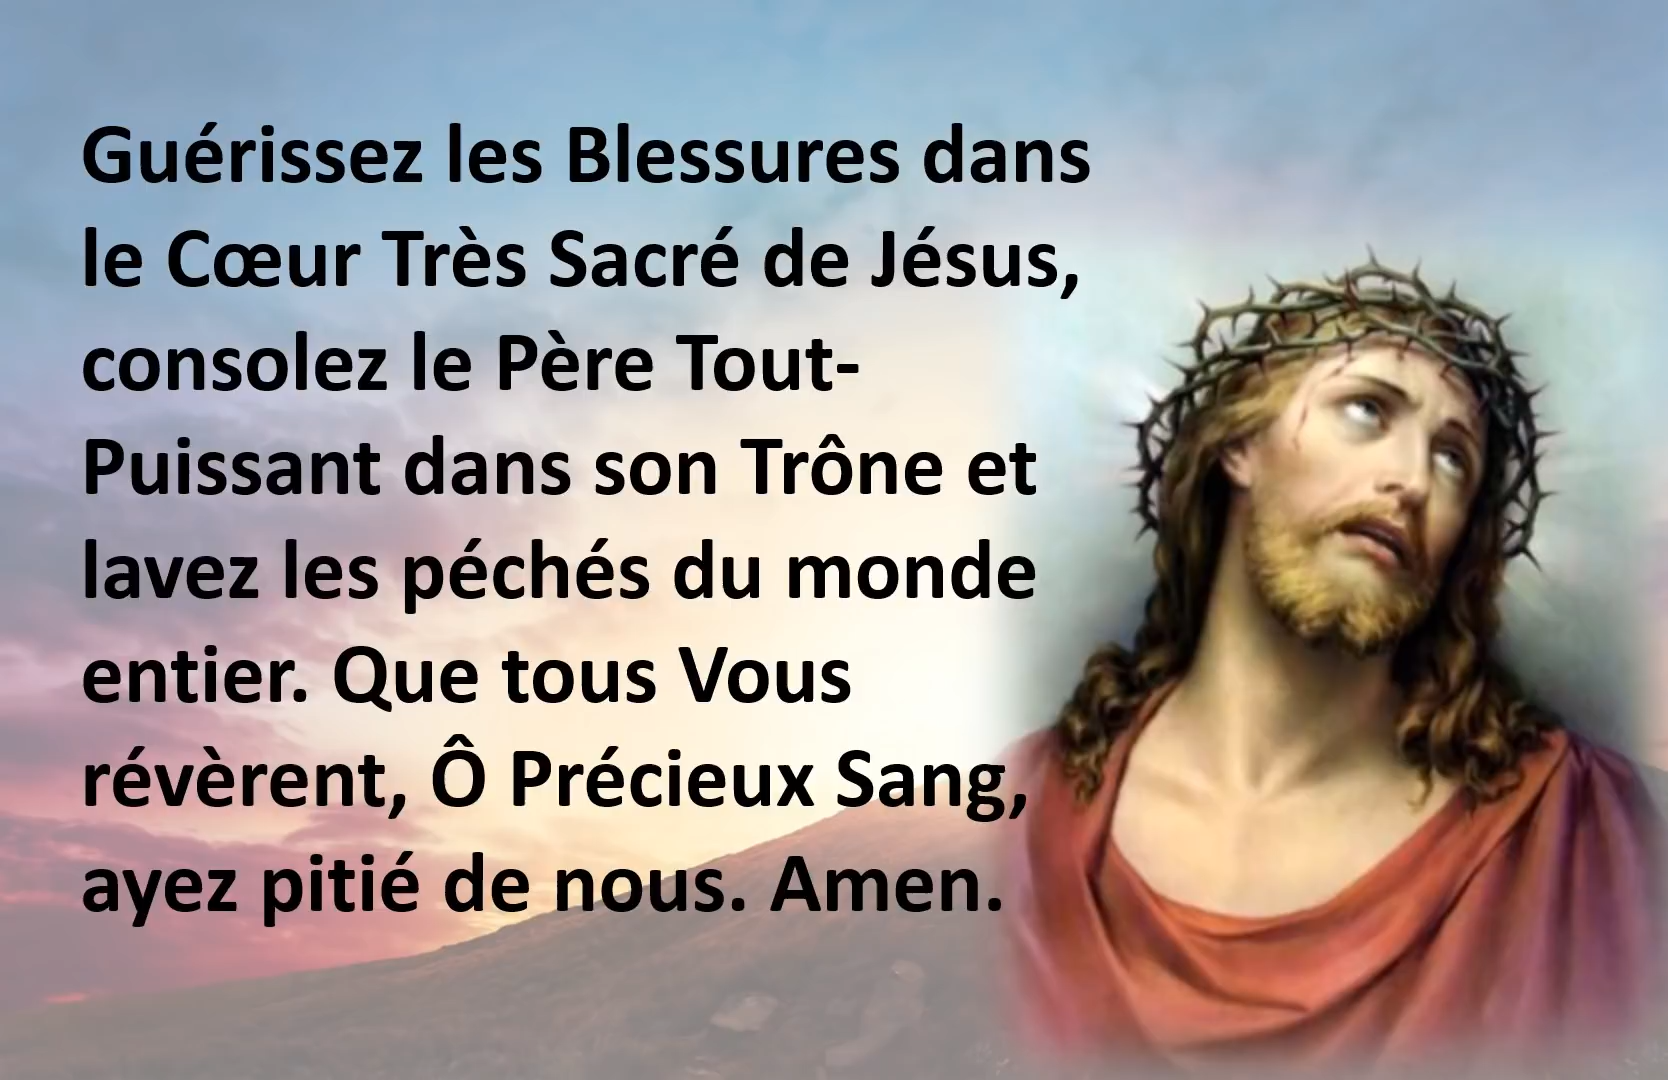 Guérissez les Blessures dans
le Cœur Très Sacré de Jésus,
consolez le Père Tout-
Puissant dans son Trône et
lavez les péchés du monde
entier. Que tous Vous
révèrent, Ô Précieux Sang,
ayez pitié de nous. Amen.